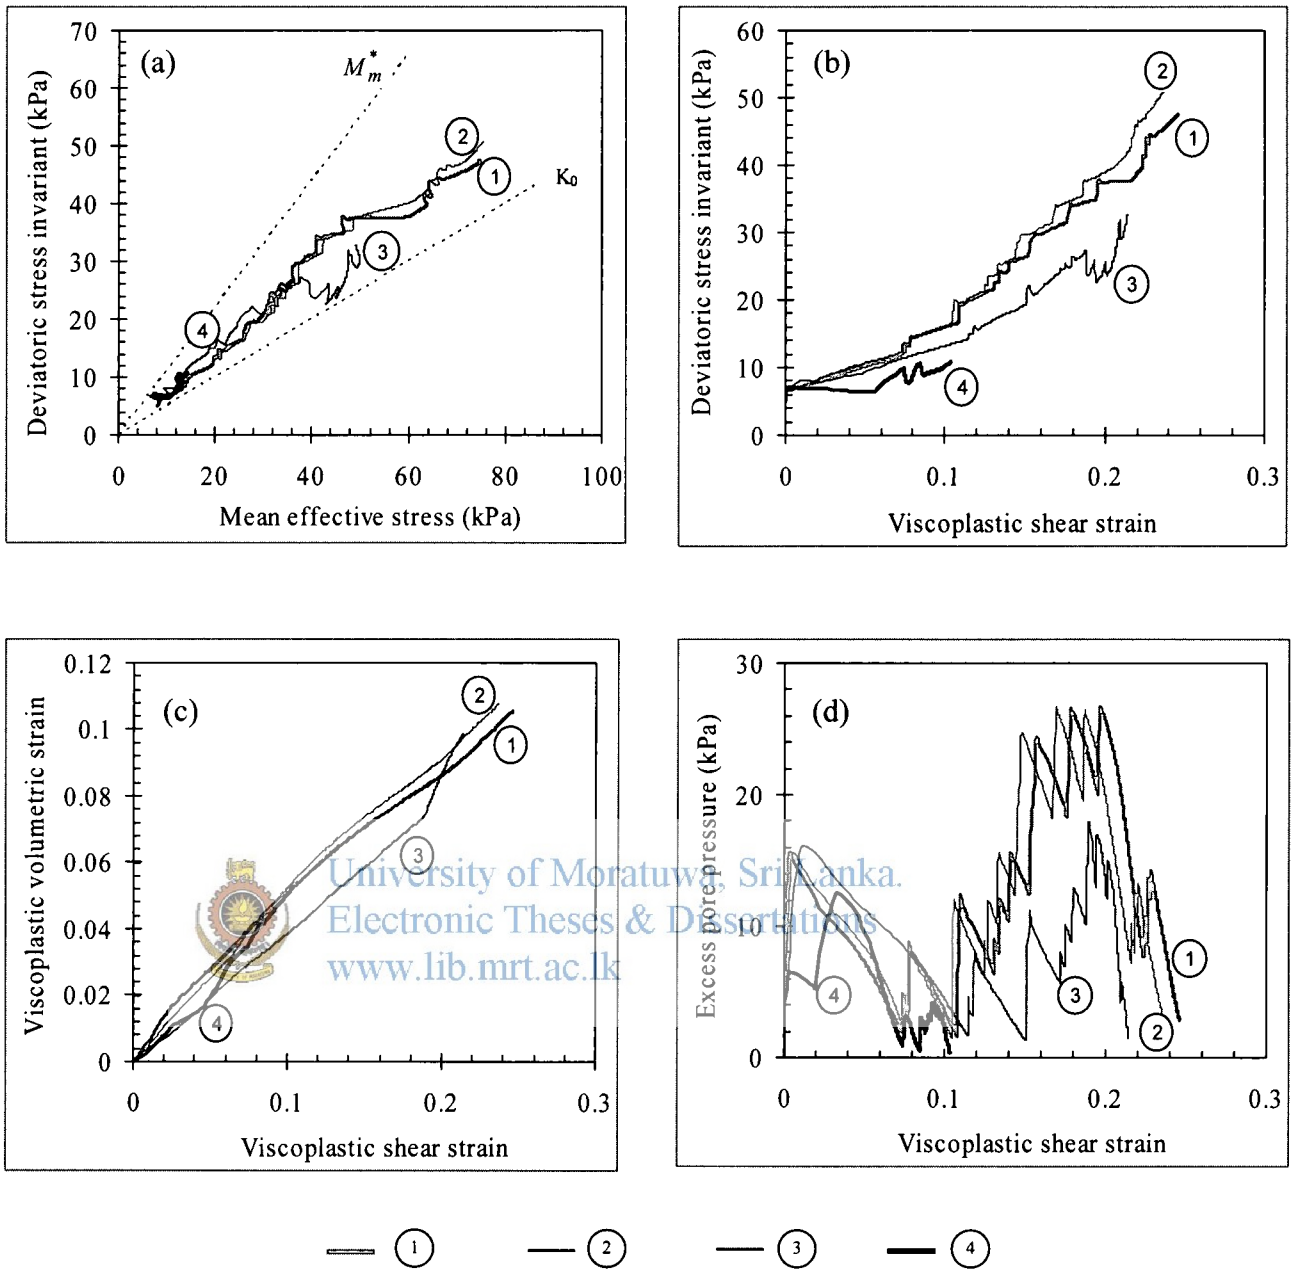 70
60
50
40
30
20
10
0
Deviatoric stress invariant (kPa)
(a)
M*m
K0
2
1
3
4
0 20 40 60 80 100
Mean effective stress (kPa)
60
50
40
30
20
10
0
Deviatoric stress invariant (kPa)
(b)
2
1
3
4
0 0.1 0.2 0.3
Viscoplastic shear strain
0.12
0.1
0.08
0.06
0.04
0.02
0
Viscoplastic volumetric strain
(c)
2
1
3
4
0 0.1 0.2 0.3
Viscoplastic shear strain
30
20
10
0
Excess pore pressure (kPa)
(d)
1
3
4
2
0 0.1 0.2 0.3
Viscoplastic shear strain
University of Moratuwa, Sri Lanka.
Electronic Theses & Dissertations
www.lib.mrt.ac.lk
1 2 3 4